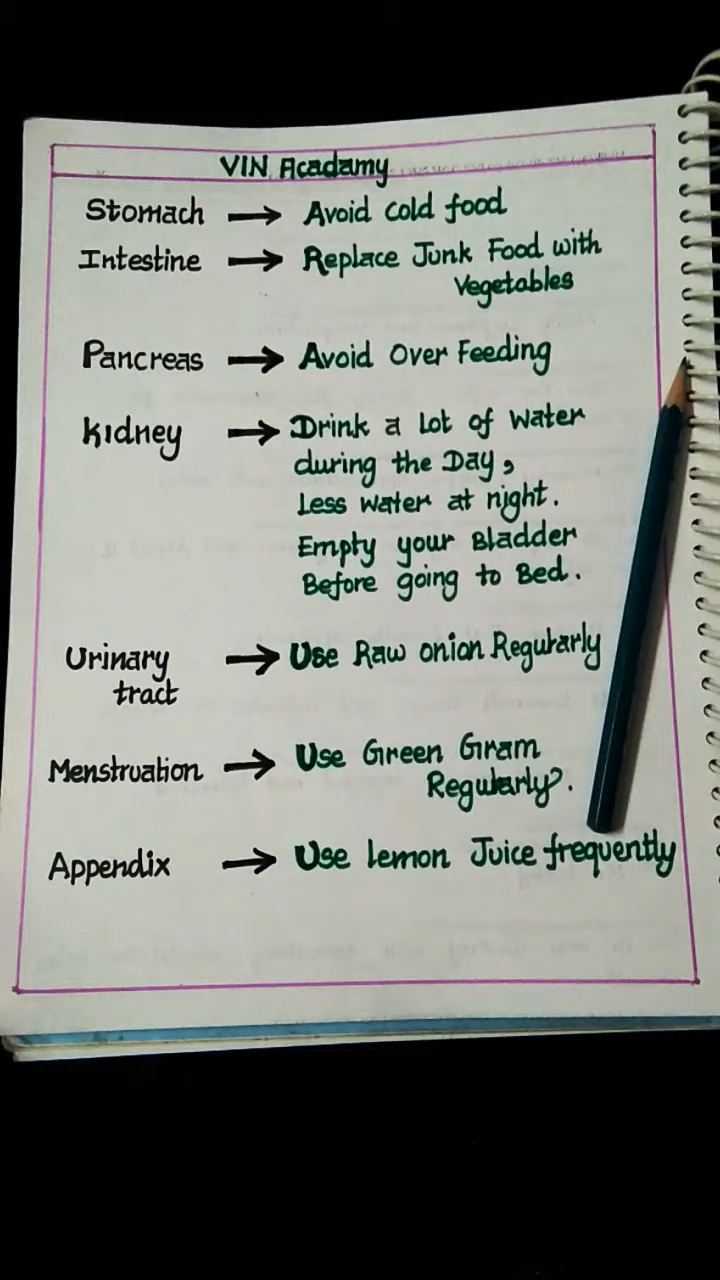 VIN Acadamy
Stomach → Avoid cold food
Intestine → Replace Junk Food with
Vegetables
Pancreas → Avoid Over Feeding
Kidney → Drink a Lot of Water
during the Day,
Less water at night.
Empty your Bladder
Before going to Bed.
Urinary → Use Raw onion Regularly
tract
Menstruation → Use Green Gram
Regularly.
Appendix → Use lemon Juice frequently